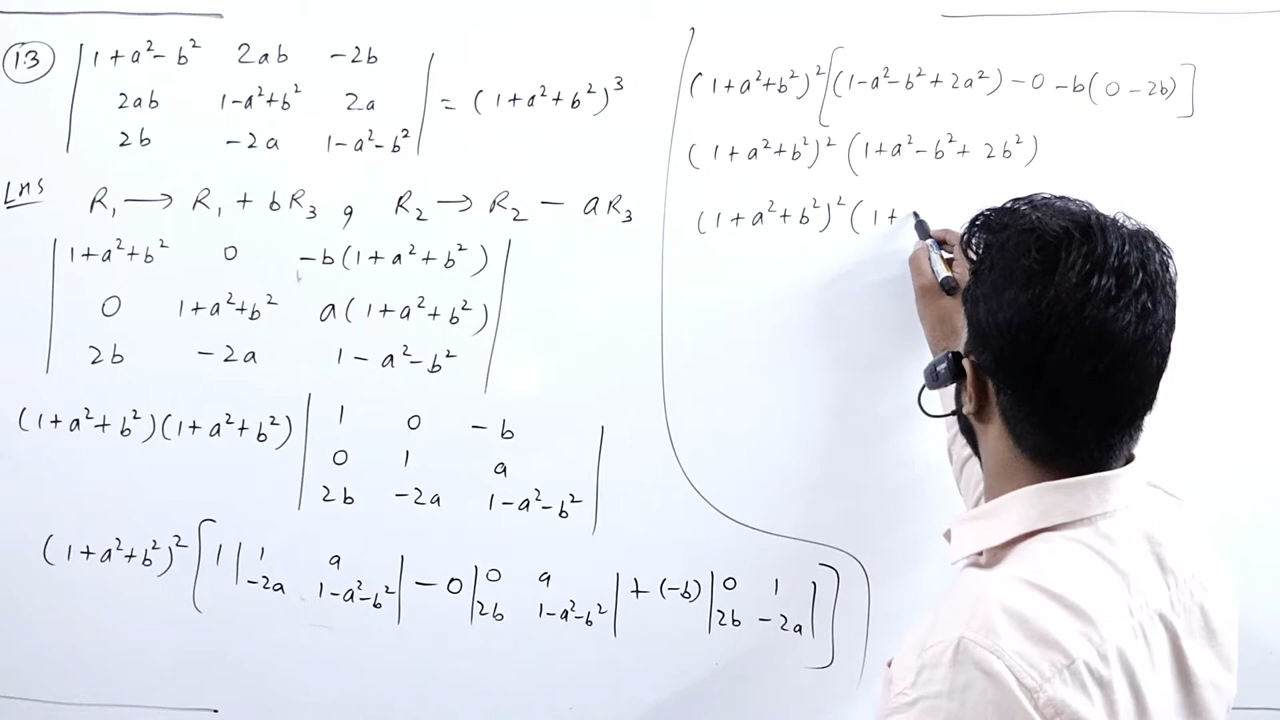 13 | 1+a²-b² 2ab -2b |
| 2ab 1-a²+b² 2a | = (1+a²+b²)³
| 2b -2a 1-a²-b² |
R₁ → R₁ + bR₃ , R₂ → R₂ - aR₃
| 1+a²+b² 0 -b(1+a²+b²) |
| 0 1+a²+b² a(1+a²+b²) |
| 2b -2a 1-a²-b² |
(1+a²+b²)(1+a²+b²) | 1 0 -b |
| 0 1 a |
| 2b -2a 1-a²-b² |
(1+a²+b²)² [ 1 | 1 a | - 0 | 0 a | + (-b) | 0 1 | ]
| -2a 1-a²-b² | | 2b 1-a²-b² | | 2b -2a |
(1+a²+b²)² [ (1-a²-b²+2a²) - 0 - b(0-2b) ]
(1+a²+b²)² (1+a²-b²+2b²)
(1+a²+b²)² (1+